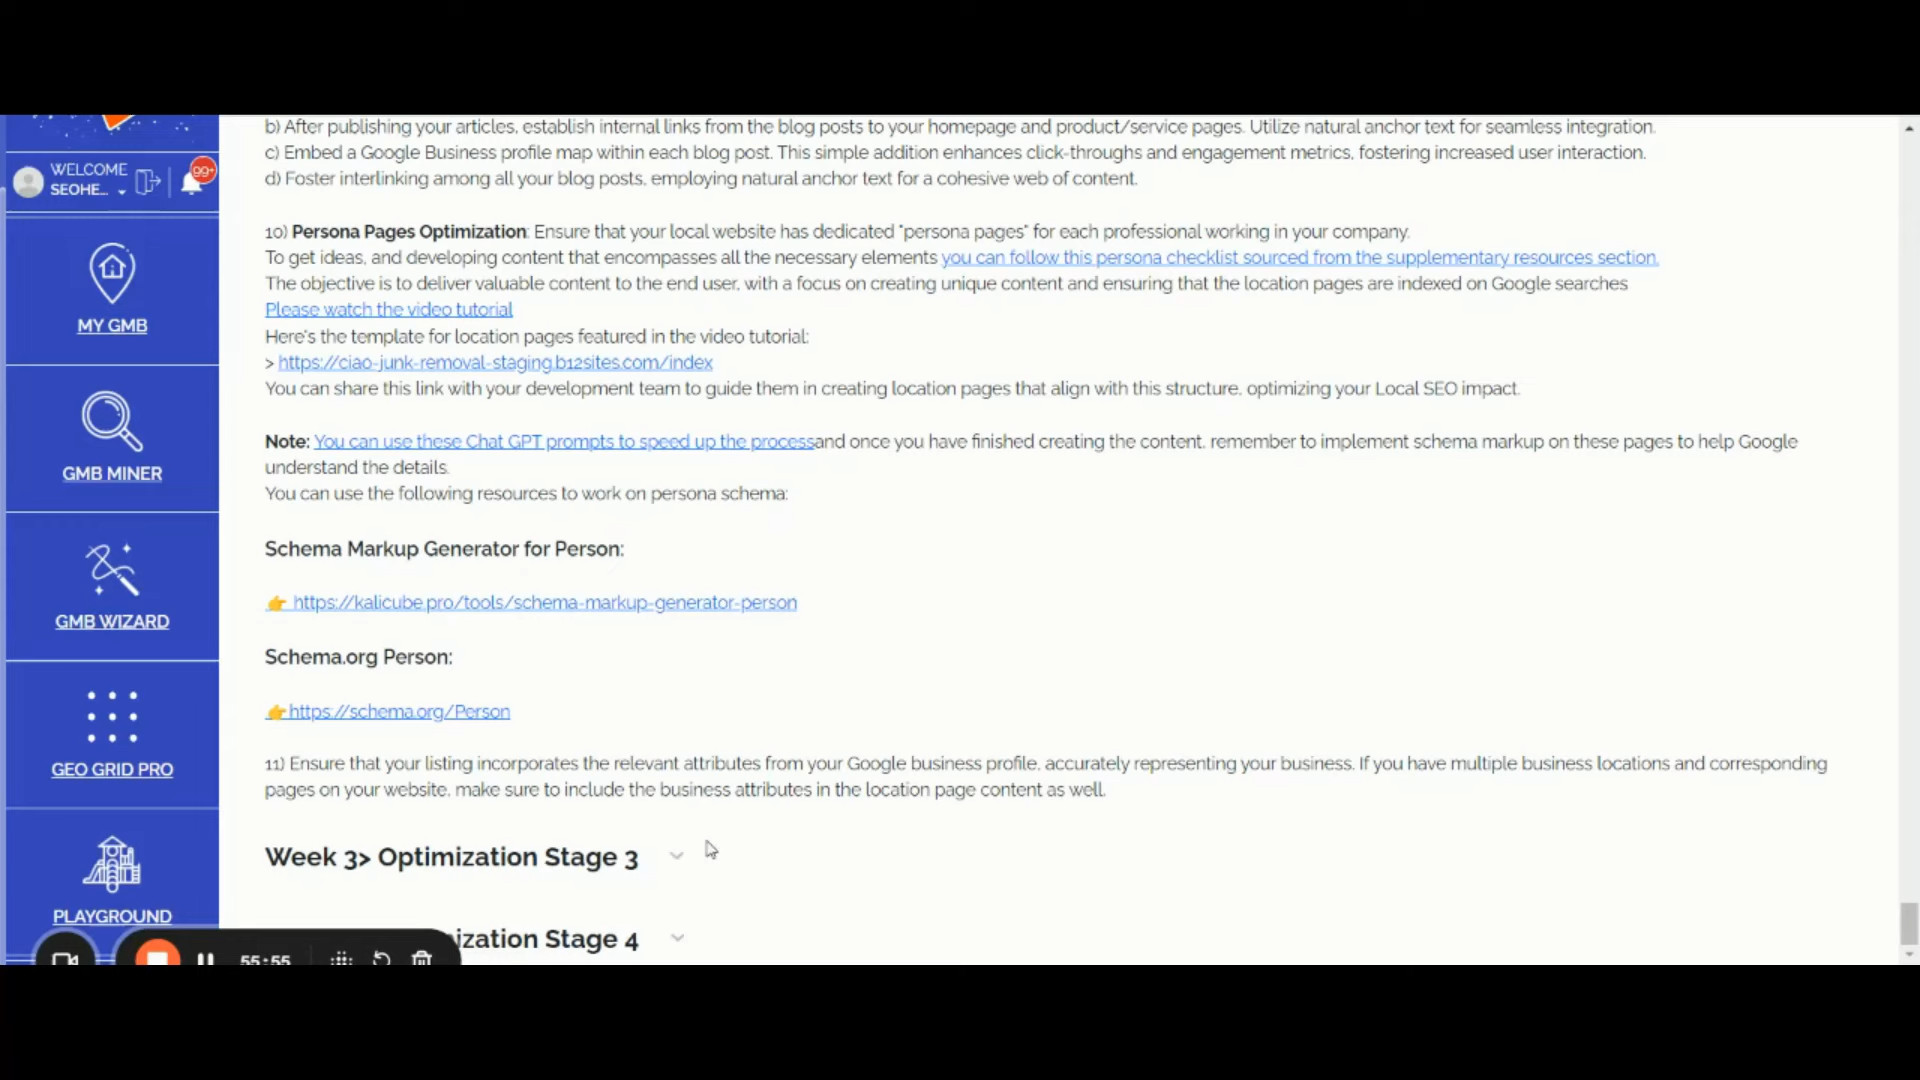 b) After publishing your articles, establish internal links from the blog posts to your homepage and product/service pages. Utilize natural anchor text for seamless integration.
c) Embed a Google Business profile map within each blog post. This simple addition enhances click-throughs and engagement metrics, fostering increased user interaction.
d) Foster interlinking among all your blog posts, employing natural anchor text for a cohesive web of content.
WELCOME
SEOHE...
99+
MY GMB
GMB MINER
GMB WIZARD
GEO GRID PRO
PLAYGROUND
10) Persona Pages Optimization: Ensure that your local website has dedicated "persona pages" for each professional working in your company.
To get ideas, and developing content that encompasses all the necessary elements you can follow this persona checklist sourced from the supplementary resources section.
The objective is to deliver valuable content to the end user, with a focus on creating unique content and ensuring that the location pages are indexed on Google searches
Please watch the video tutorial
Here's the template for location pages featured in the video tutorial:
> https://ciao-junk-removal-staging.b12sites.com/index
You can share this link with your development team to guide them in creating location pages that align with this structure, optimizing your Local SEO impact.
Note: You can use these Chat GPT prompts to speed up the processand once you have finished creating the content, remember to implement schema markup on these pages to help Google
understand the details.
You can use the following resources to work on persona schema:
Schema Markup Generator for Person:
👉 https://kalicube.pro/tools/schema-markup-generator-person
Schema.org Person:
👉https://schema.org/Person
11) Ensure that your listing incorporates the relevant attributes from your Google business profile, accurately representing your business. If you have multiple business locations and corresponding
pages on your website, make sure to include the business attributes in the location page content as well.
Week 3> Optimization Stage 3
ization Stage 4
55:55